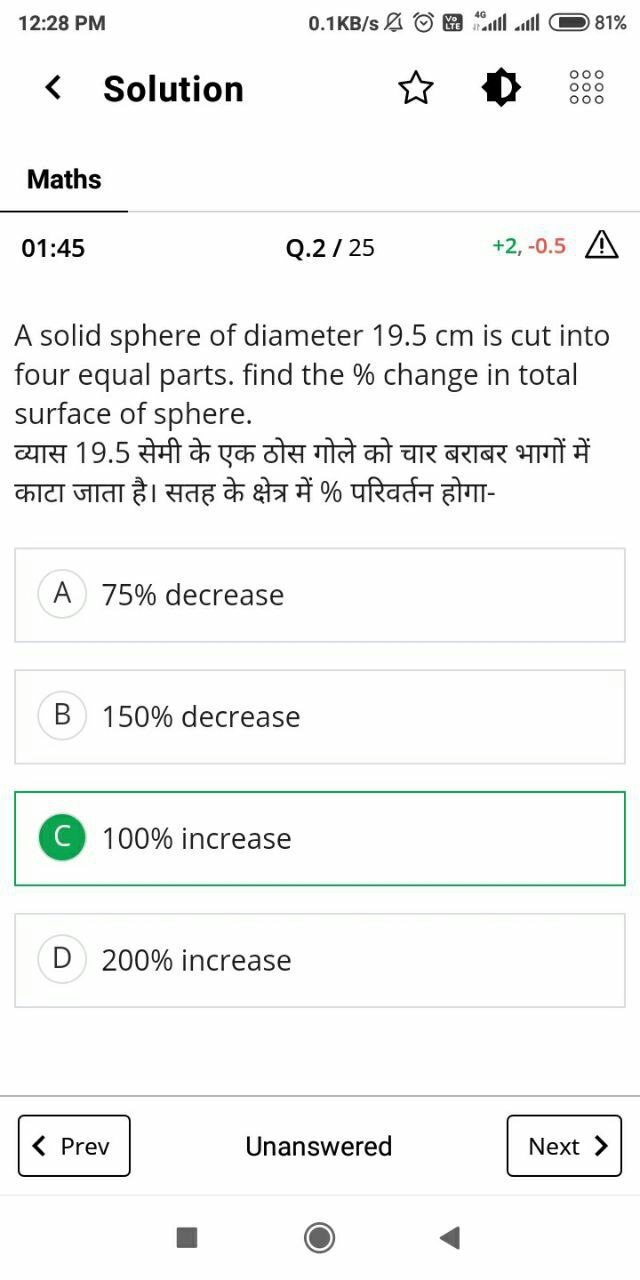 12:28 PM 0.1KB/s Vo LTE 4G 81%
Solution
Maths
01:45 Q.2 / 25 +2, -0.5
A solid sphere of diameter 19.5 cm is cut into
four equal parts. find the % change in total
surface of sphere.
व्यास 19.5 सेमी के एक ठोस गोले को चार बराबर भागों में
काटा जाता है। सतह के क्षेत्र में % परिवर्तन होगा-
A 75% decrease
B 150% decrease
C 100% increase
D 200% increase
Prev Unanswered Next